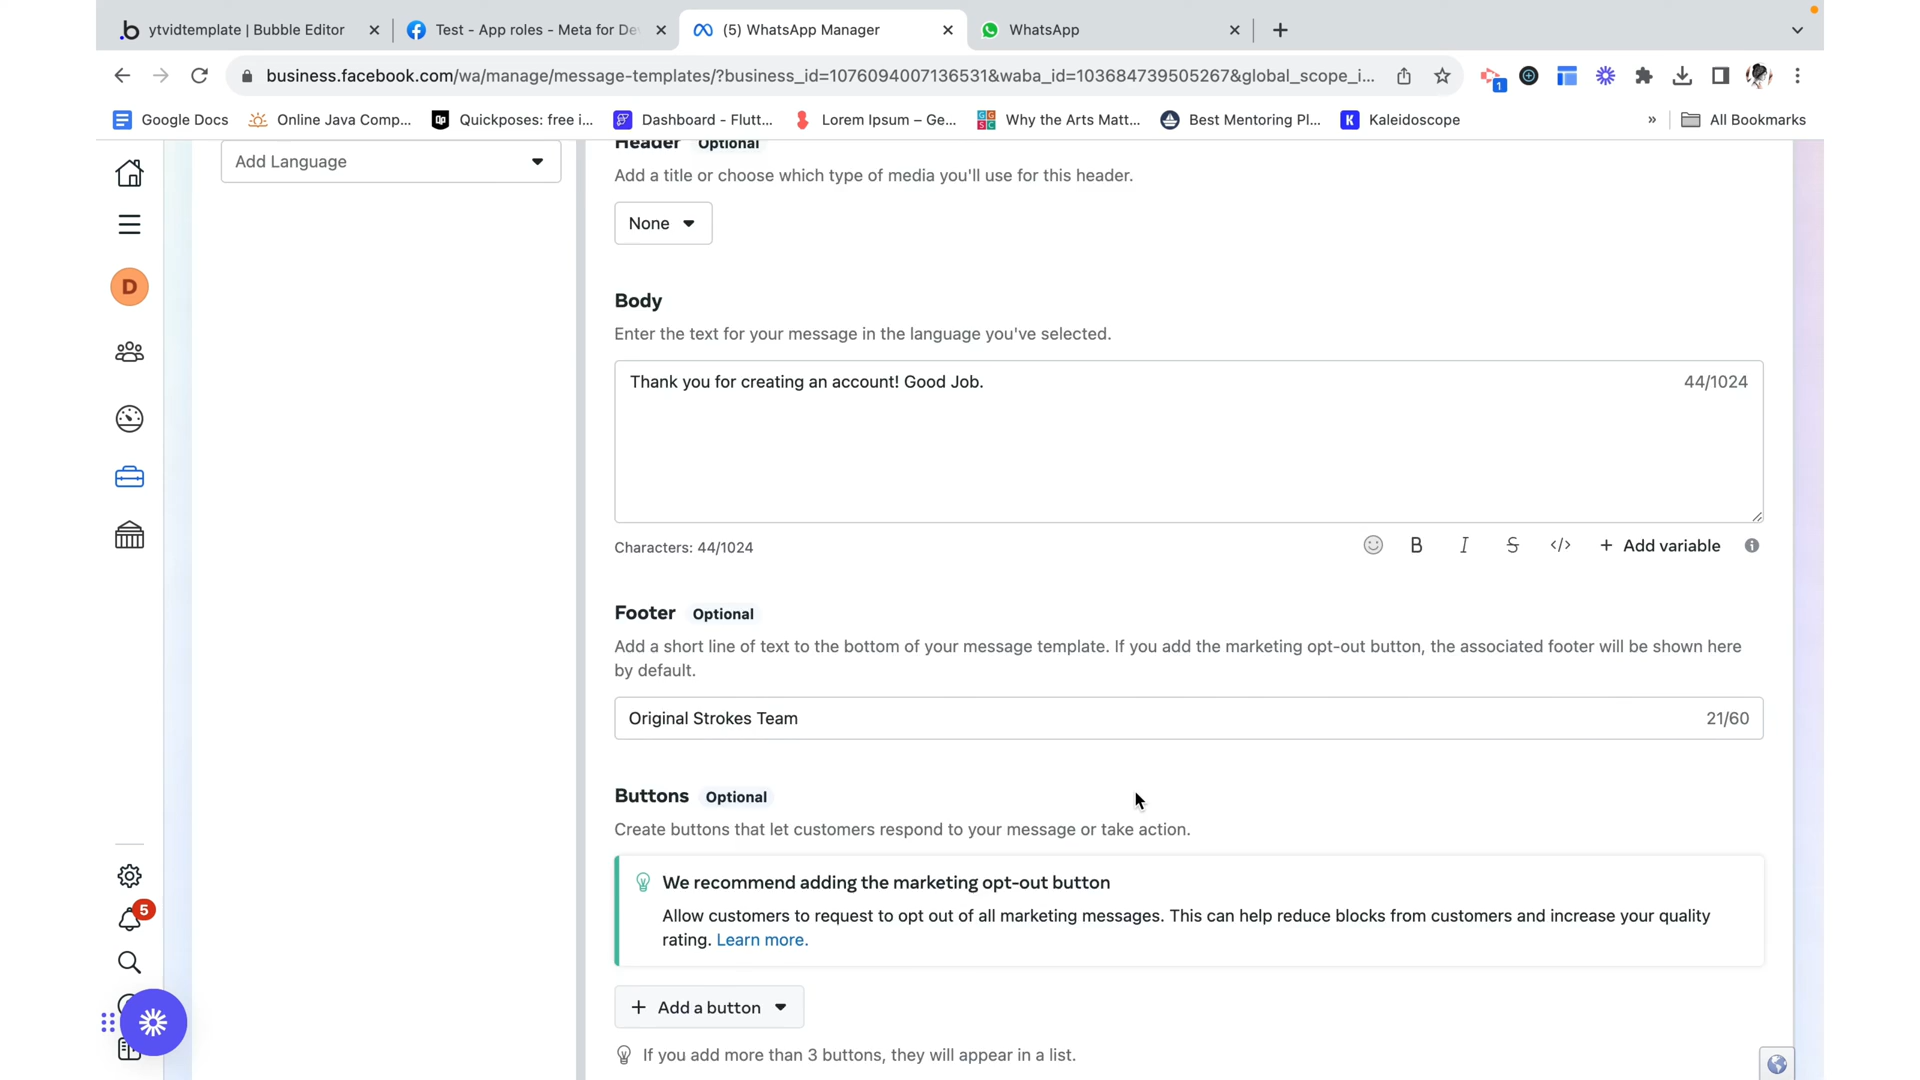 ytvidtemplate | Bubble Editor
Test - App roles - Meta for De
(5) WhatsApp Manager
WhatsApp
business.facebook.com/wa/manage/message-templates/?business_id=1076094007136531&waba_id=103684739505267&global_scope_i...
1
Google Docs
Online Java Comp...
Quickposes: free i...
Dashboard - Flutt...
Lorem Ipsum – Ge...
Why the Arts Matt...
Best Mentoring Pl...
Kaleidoscope
»
All Bookmarks
Add Language
Header Optional
Add a title or choose which type of media you'll use for this header.
None
D
Body
Enter the text for your message in the language you've selected.
Thank you for creating an account! Good Job.
44/1024
Characters: 44/1024
B I S </> + Add variable
Footer Optional
Add a short line of text to the bottom of your message template. If you add the marketing opt-out button, the associated footer will be shown here
by default.
Original Strokes Team
21/60
Buttons Optional
Create buttons that let customers respond to your message or take action.
We recommend adding the marketing opt-out button
Allow customers to request to opt out of all marketing messages. This can help reduce blocks from customers and increase your quality
rating. Learn more.
5
+ Add a button
If you add more than 3 buttons, they will appear in a list.